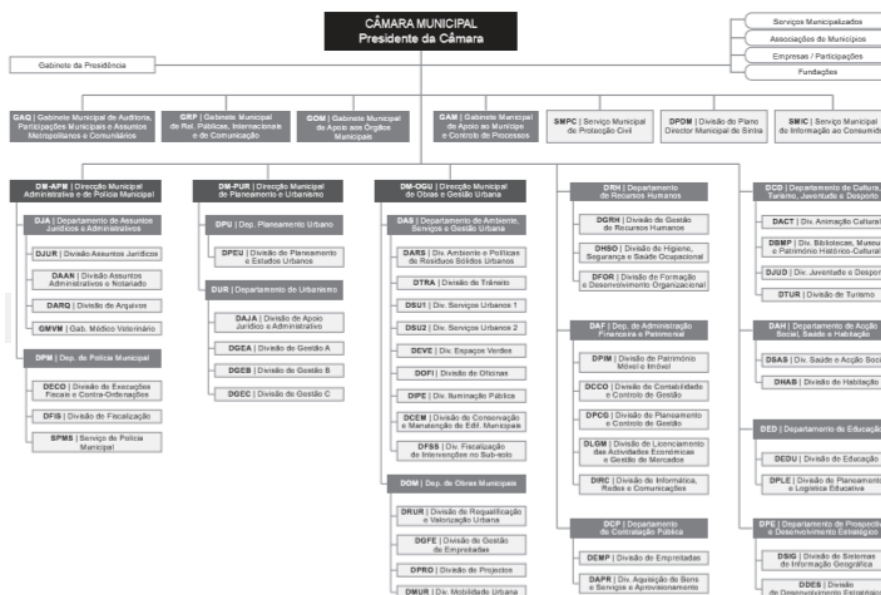 CÂMARA MUNICIPAL
Presidente da Câmara
Serviços Municipalizados
Associações de Municípios
Empresas / Participações
Fundações
Gabinete da Presidência
GAQ | Gabinete Municipal de Auditoria,
Participações Municipais e Assuntos
Metropolitanos e Comunitários
GRP | Gabinete Municipal
de Rel. Públicas, Internacionais
e de Comunicação
GOM | Gabinete Municipal
de Apoio aos Órgãos
Municipais
GAM | Gabinete Municipal
de Apoio ao Munícipe
e Controlo de Processos
SMPC | Serviço Municipal
de Protecção Civil
DPDM | Divisão do Plano
Director Municipal de Sintra
SMIC | Serviço Municipal
de Informação ao Consumido
DM-APM | Direcção Municipal
Administrativa e de Polícia Municipal
DJA | Departamento de Assuntos
Jurídicos e Administrativos
DJUR | Divisão Assuntos Jurídicos
DAAN | Divisão Assuntos
Administrativos e Notariado
DARQ | Divisão de Arquivos
GMVM | Gab. Médico Veterinário
DPM | Dep. de Polícia Municipal
DECO | Divisão de Execuções
Fiscais e Contra-Ordenações
DFIS | Divisão de Fiscalização
SPMS | Serviço de Polícia
Municipal
DM-PUR | Direcção Municipal
de Planeamento e Urbanismo
DPU | Dep. Planeamento Urbano
DPEU | Divisão de Planeamento
e Estudos Urbanos
DUR | Departamento de Urbanismo
DAJA | Divisão de Apoio
Jurídico e Administrativo
DGEA | Divisão de Gestão A
DGEB | Divisão de Gestão B
DGEC | Divisão de Gestão C
DM-OGU | Direcção Municipal
de Obras e Gestão Urbana
DAS | Departamento de Ambiente,
Serviços e Gestão Urbana
DARS | Div. Ambiente e Políticas
de Resíduos Sólidos Urbanos
DTRA | Divisão de Trânsito
DSU1 | Div. Serviços Urbanos 1
DSU2 | Div. Serviços Urbanos 2
DEVE | Div. Espaços Verdes
DOFI | Divisão de Oficinas
DIPE | Div. Iluminação Pública
DCEM | Divisão de Conservação
e Manutenção de Edif. Municipais
DFSS | Div. Fiscalização
de Intervenções no Sub-solo
DOM | Dep. de Obras Municipais
DRUR | Divisão de Requalificação
e Valorização Urbana
DGFE | Divisão de Gestão
de Empreitadas
DPRO | Divisão de Projectos
DMUR | Div. Mobilidade Urbana
DRH | Departamento
de Recursos Humanos
DGRH | Divisão de Gestão
de Recursos Humanos
DHSO | Divisão de Higiene,
Segurança e Saúde Ocupacional
DFOR | Divisão de Formação
e Desenvolvimento Organizacional
DAF | Dep. de Administração
Financeira e Patrimonial
DPIM | Divisão de Património
Móvel e Imóvel
DCCO | Divisão de Contabilidade
e Controlo de Gestão
DPCG | Divisão de Planeamento
e Controlo de Gestão
DLGM | Divisão de Licenciamento
das Actividades Económicas
e Gestão de Mercados
DIRC | Divisão de Informática,
Redes e Comunicações
DCP | Departamento
de Contratação Pública
DEMP | Divisão de Empreitadas
DAPR | Div. Aquisição de Bens
e Serviços e Aprovisionamento
DCD | Departamento de Cultura,
Turismo, Juventude e Desporto
DACT | Div. Animação Cultural
DBMP | Div. Bibliotecas, Museu
e Património Histórico-Cultural
DJUD | Div. Juventude e Despor
DTUR | Divisão de Turismo
DAH | Departamento de Acção
Social, Saúde e Habitação
DSAS | Div. Saúde e Acção Soci
DHAB | Divisão de Habitação
DED | Departamento de Educação
DEDU | Divisão de Educação
DPLE | Divisão de Planeamento
e Logística Educativa
DPE | Departamento de Prospectiv
e Desenvolvimento Estratégico
DSIG | Divisão de Sistemas
de Informação Geográfica
DDES | Divisão
de Desenvolvimento Estratégico